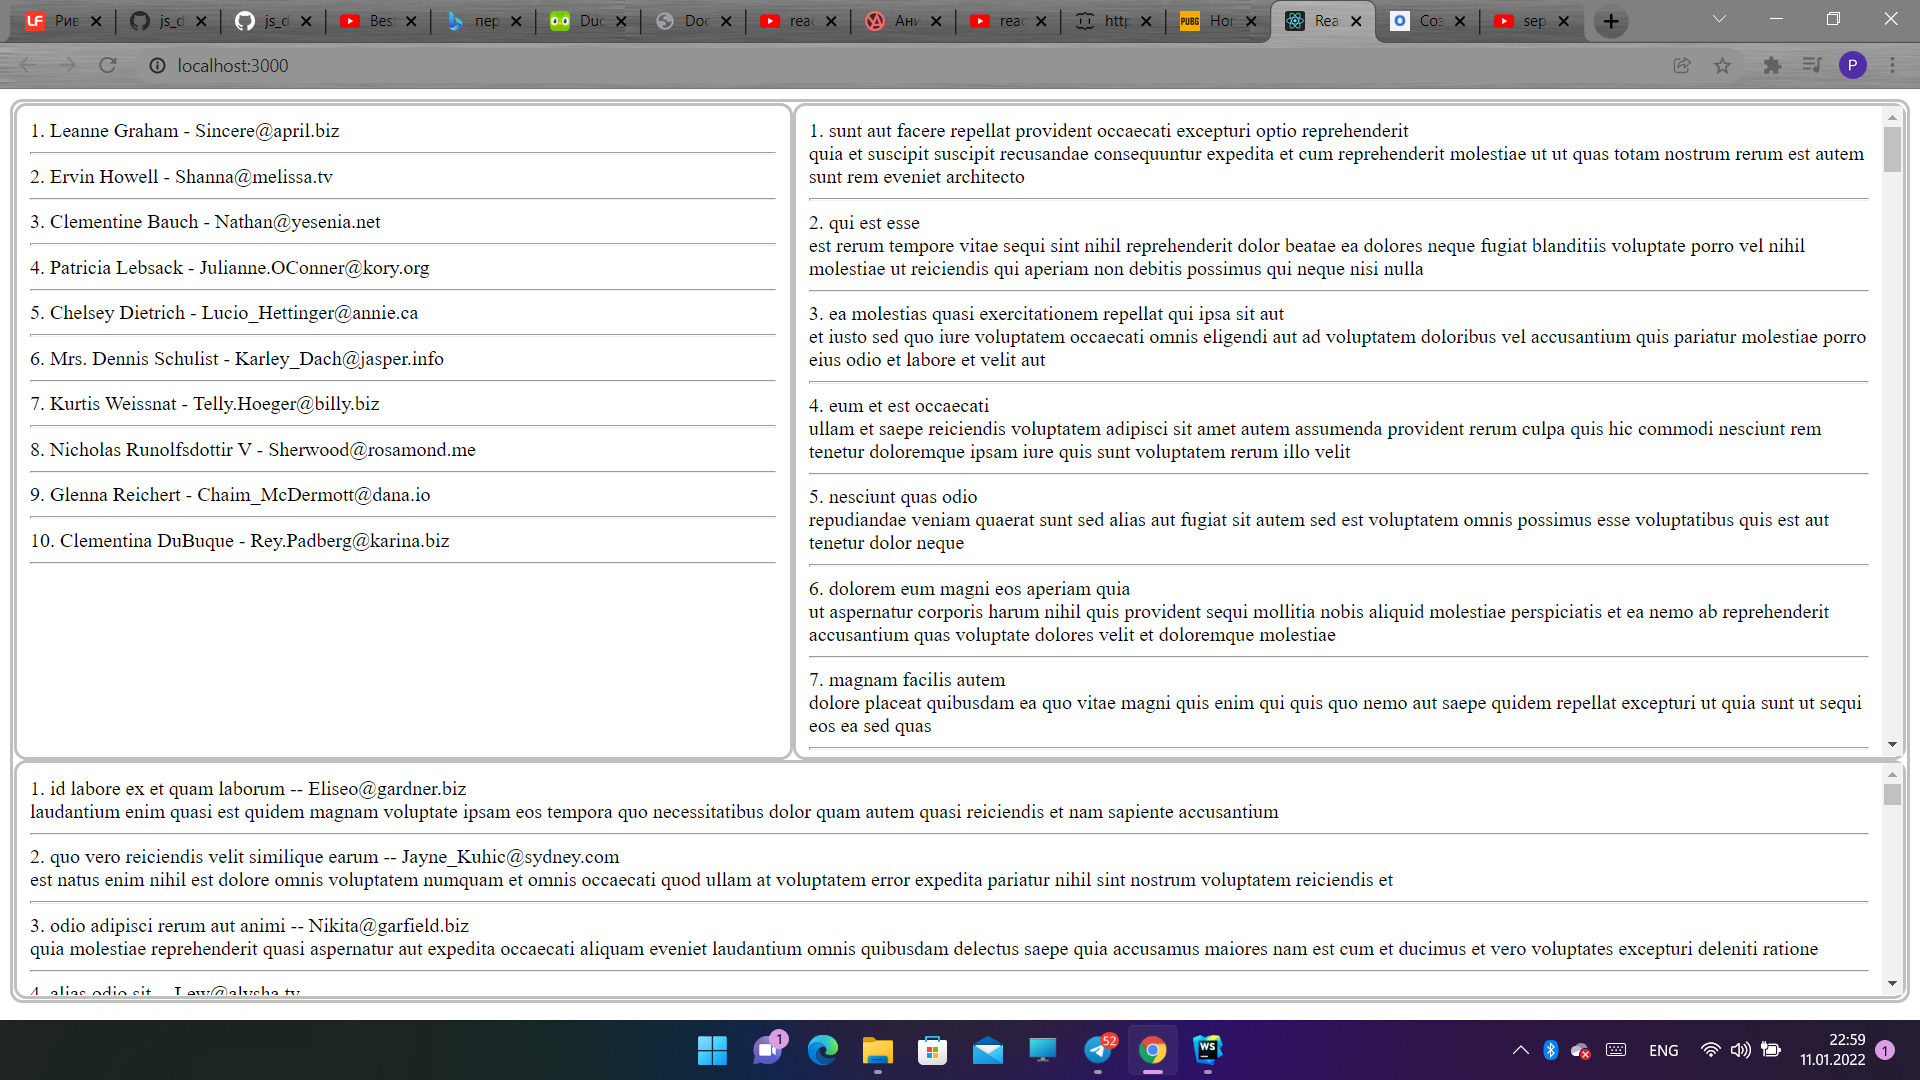 Рив
js_d
js_d
Bes
пер
Duo
Doc
reac
Ани
reac
http
PUBG Hor
Rea
Cos
sep
localhost:3000
P
1. Leanne Graham - Sincere@april.biz
2. Ervin Howell - Shanna@melissa.tv
3. Clementine Bauch - Nathan@yesenia.net
4. Patricia Lebsack - Julianne.OConner@kory.org
5. Chelsey Dietrich - Lucio_Hettinger@annie.ca
6. Mrs. Dennis Schulist - Karley_Dach@jasper.info
7. Kurtis Weissnat - Telly.Hoeger@billy.biz
8. Nicholas Runolfsdottir V - Sherwood@rosamond.me
9. Glenna Reichert - Chaim_McDermott@dana.io
10. Clementina DuBuque - Rey.Padberg@karina.biz
1. sunt aut facere repellat provident occaecati excepturi optio reprehenderit
quia et suscipit suscipit recusandae consequuntur expedita et cum reprehenderit molestiae ut ut quas totam nostrum rerum est autem
sunt rem eveniet architecto
2. qui est esse
est rerum tempore vitae sequi sint nihil reprehenderit dolor beatae ea dolores neque fugiat blanditiis voluptate porro vel nihil
molestiae ut reiciendis qui aperiam non debitis possimus qui neque nisi nulla
3. ea molestias quasi exercitationem repellat qui ipsa sit aut
et iusto sed quo iure voluptatem occaecati omnis eligendi aut ad voluptatem doloribus vel accusantium quis pariatur molestiae porro
eius odio et labore et velit aut
4. eum et est occaecati
ullam et saepe reiciendis voluptatem adipisci sit amet autem assumenda provident rerum culpa quis hic commodi nesciunt rem
tenetur doloremque ipsam iure quis sunt voluptatem rerum illo velit
5. nesciunt quas odio
repudiandae veniam quaerat sunt sed alias aut fugiat sit autem sed est voluptatem omnis possimus esse voluptatibus quis est aut
tenetur dolor neque
6. dolorem eum magni eos aperiam quia
ut aspernatur corporis harum nihil quis provident sequi mollitia nobis aliquid molestiae perspiciatis et ea nemo ab reprehenderit
accusantium quas voluptate dolores velit et doloremque molestiae
7. magnam facilis autem
dolore placeat quibusdam ea quo vitae magni quis enim qui quis quo nemo aut saepe quidem repellat excepturi ut quia sunt ut sequi
eos ea sed quas
1. id labore ex et quam laborum -- Eliseo@gardner.biz
laudantium enim quasi est quidem magnam voluptate ipsam eos tempora quo necessitatibus dolor quam autem quasi reiciendis et nam sapiente accusantium
2. quo vero reiciendis velit similique earum -- Jayne_Kuhic@sydney.com
est natus enim nihil est dolore omnis voluptatem numquam et omnis occaecati quod ullam at voluptatem error expedita pariatur nihil sint nostrum voluptatem reiciendis et
3. odio adipisci rerum aut animi -- Nikita@garfield.biz
quia molestiae reprehenderit quasi aspernatur aut expedita occaecati aliquam eveniet laudantium omnis quibusdam delectus saepe quia accusamus maiores nam est cum et ducimus et vero voluptates excepturi deleniti ratione
4. alias odio sit -- Lew@alysha.tv
1
52
WS
ENG
22:59
11.01.2022
1